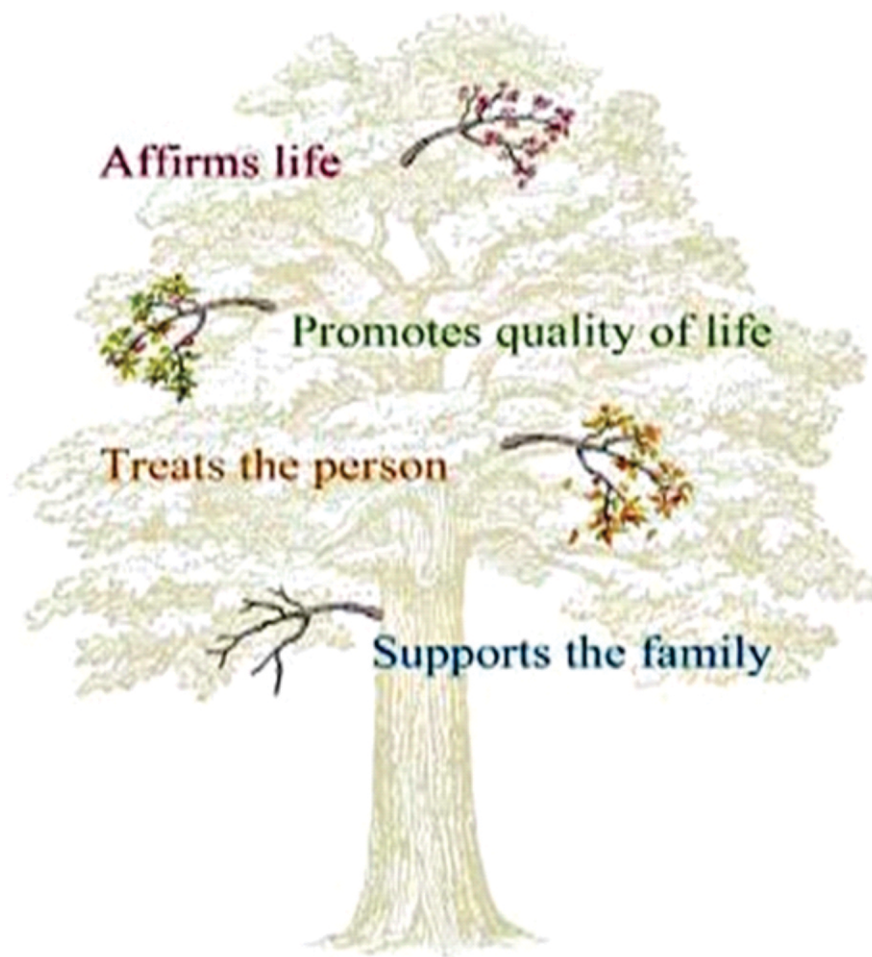 Affirms life
Promotes quality of life
Treats the person
Supports the family